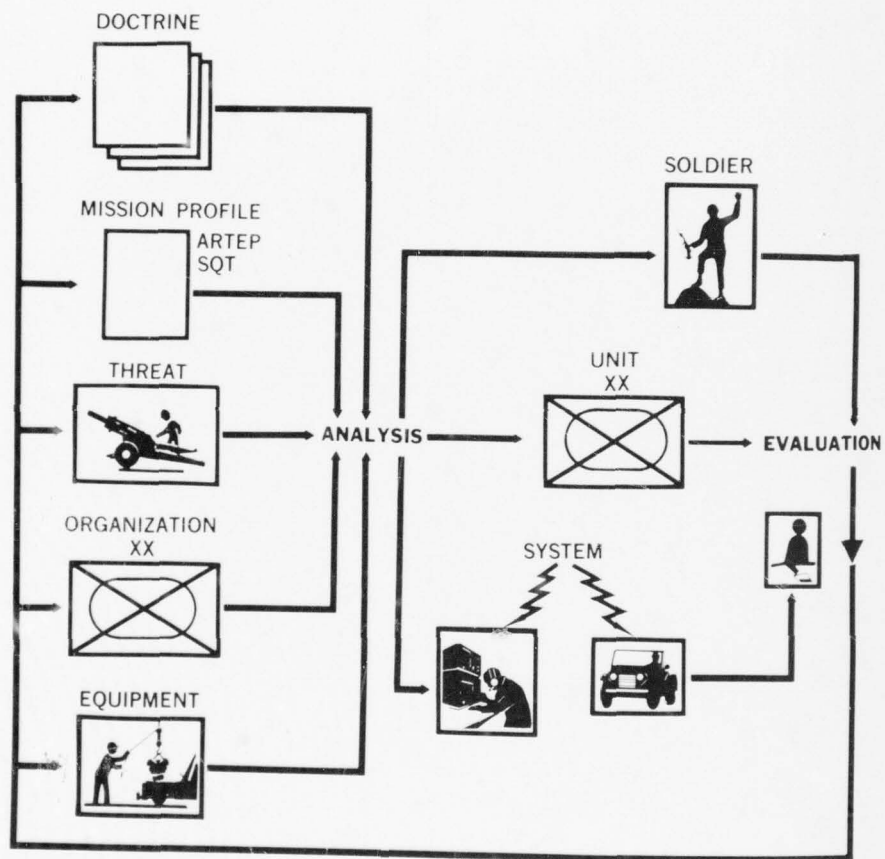 DOCTRINE
MISSION PROFILE
ARTEP
SQT
THREAT
ORGANIZATION
XX
EQUIPMENT
ANALYSIS
SOLDIER
UNIT
XX
SYSTEM
EVALUATION